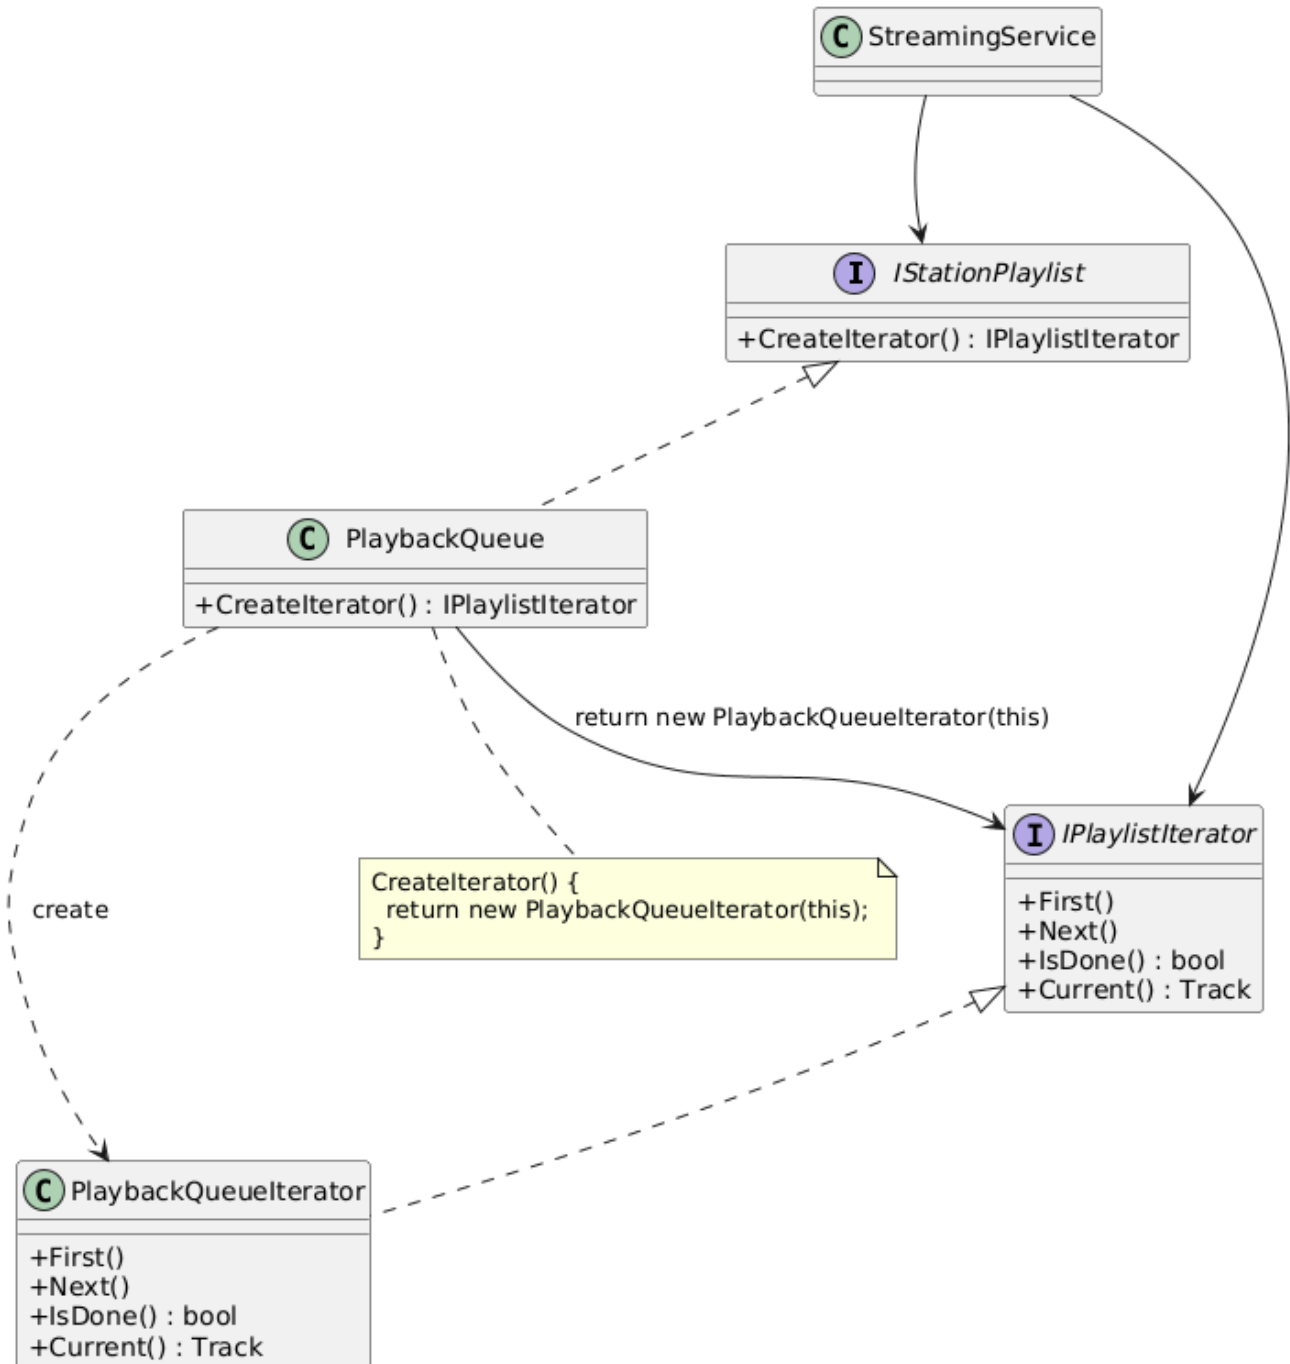 C StreamingService
I IStationPlaylist
+CreateIterator() : IPlaylistIterator
C PlaybackQueue
+CreateIterator() : IPlaylistIterator
return new PlaybackQueueIterator(this)
create
CreateIterator() {
  return new PlaybackQueueIterator(this);
}
I IPlaylistIterator
+First()
+Next()
+IsDone() : bool
+Current() : Track
C PlaybackQueueIterator
+First()
+Next()
+IsDone() : bool
+Current() : Track